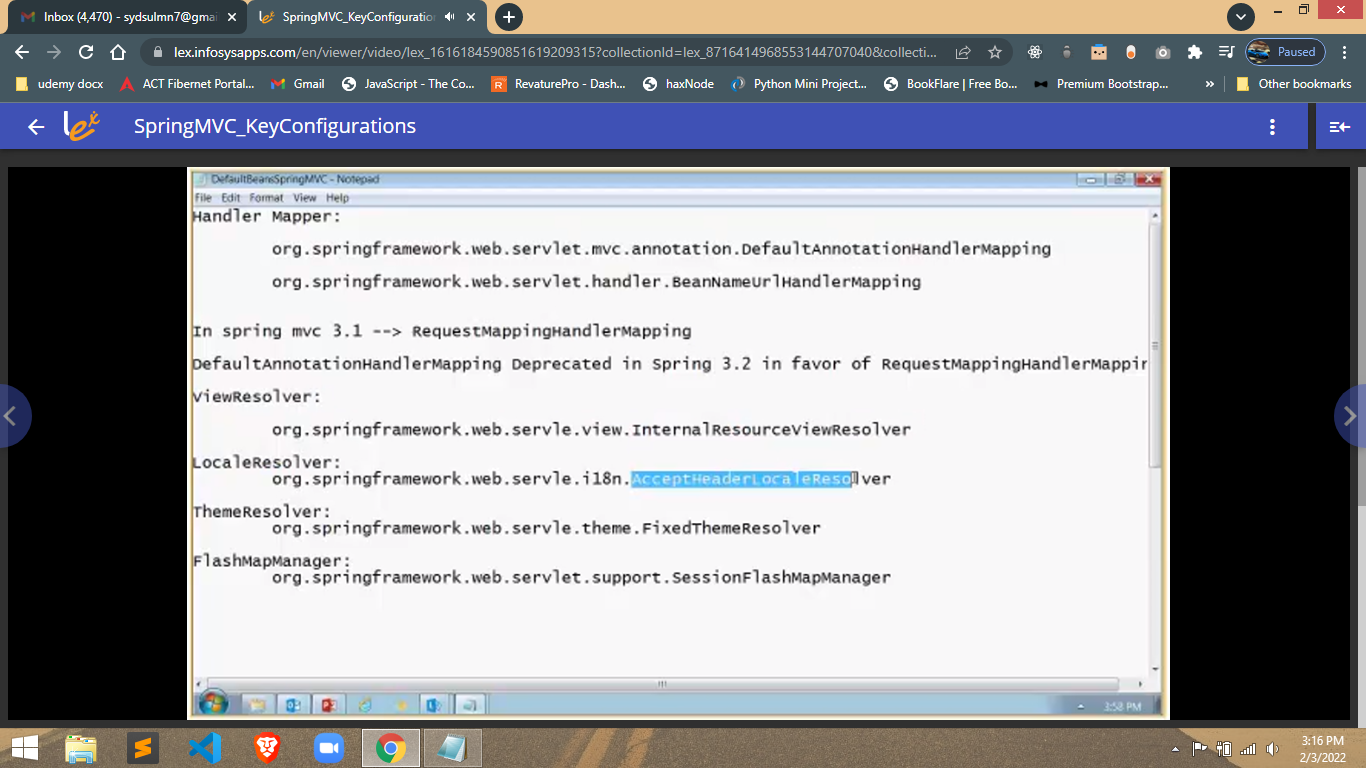 Inbox (4,470) - sydsulmn7@gmai
SpringMVC_KeyConfiguration
lex.infosysapps.com/en/viewer/video/lex_1616184590851619209315?collectionId=lex_8716414968553144707040&collecti...
Paused
udemy docx
ACT Fibernet Portal...
Gmail
JavaScript - The Co...
RevaturePro - Dash...
haxNode
Python Mini Project...
BookFlare | Free Bo...
Premium Bootstrap...
»
Other bookmarks
lex
SpringMVC_KeyConfigurations
DefaultBeansSpringMVC - Notepad
File Edit Format View Help
Handler Mapper:
org.springframework.web.servlet.mvc.annotation.DefaultAnnotationHandlerMapping
org.springframework.web.servlet.handler.BeanNameUrlHandlerMapping
In spring mvc 3.1 --> RequestMappingHandlerMapping
DefaultAnnotationHandlerMapping Deprecated in Spring 3.2 in favor of RequestMappingHandlerMappin
ViewResolver:
org.springframework.web.servle.view.InternalResourceViewResolver
LocaleResolver:
org.springframework.web.servle.i18n.AcceptHeaderLocaleResolver
ThemeResolver:
org.springframework.web.servle.theme.FixedThemeResolver
FlashMapManager:
org.springframework.web.servlet.support.SessionFlashMapManager
3:58 PM
3:16 PM
2/3/2022